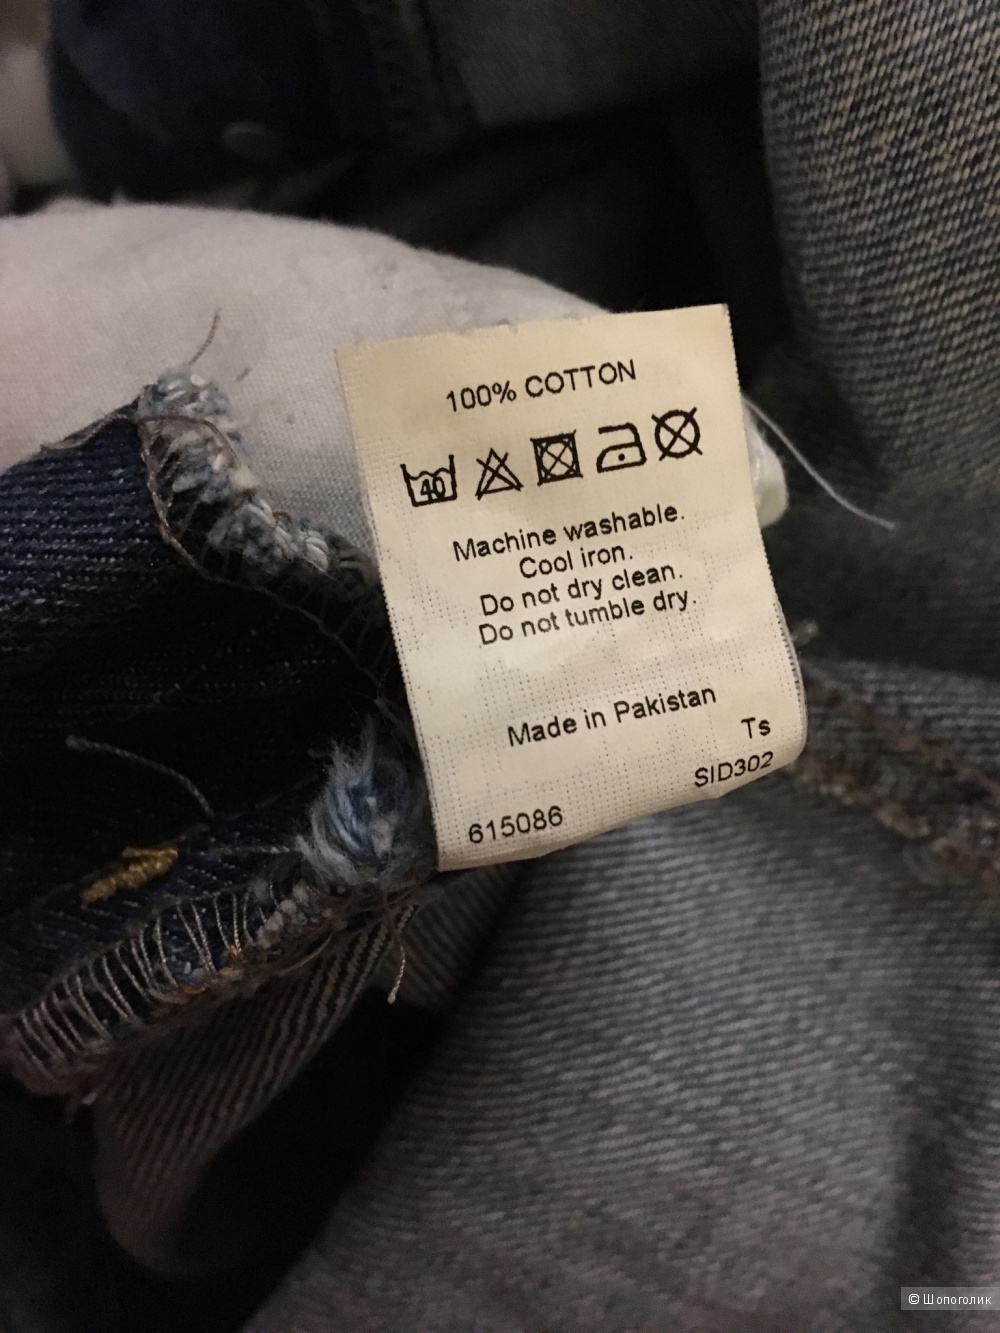 100% COTTON
40
Machine washable.
Cool iron.
Do not dry clean.
Do not tumble dry.
Made in Pakistan
Ts
SID302
615086
© Шопоголик